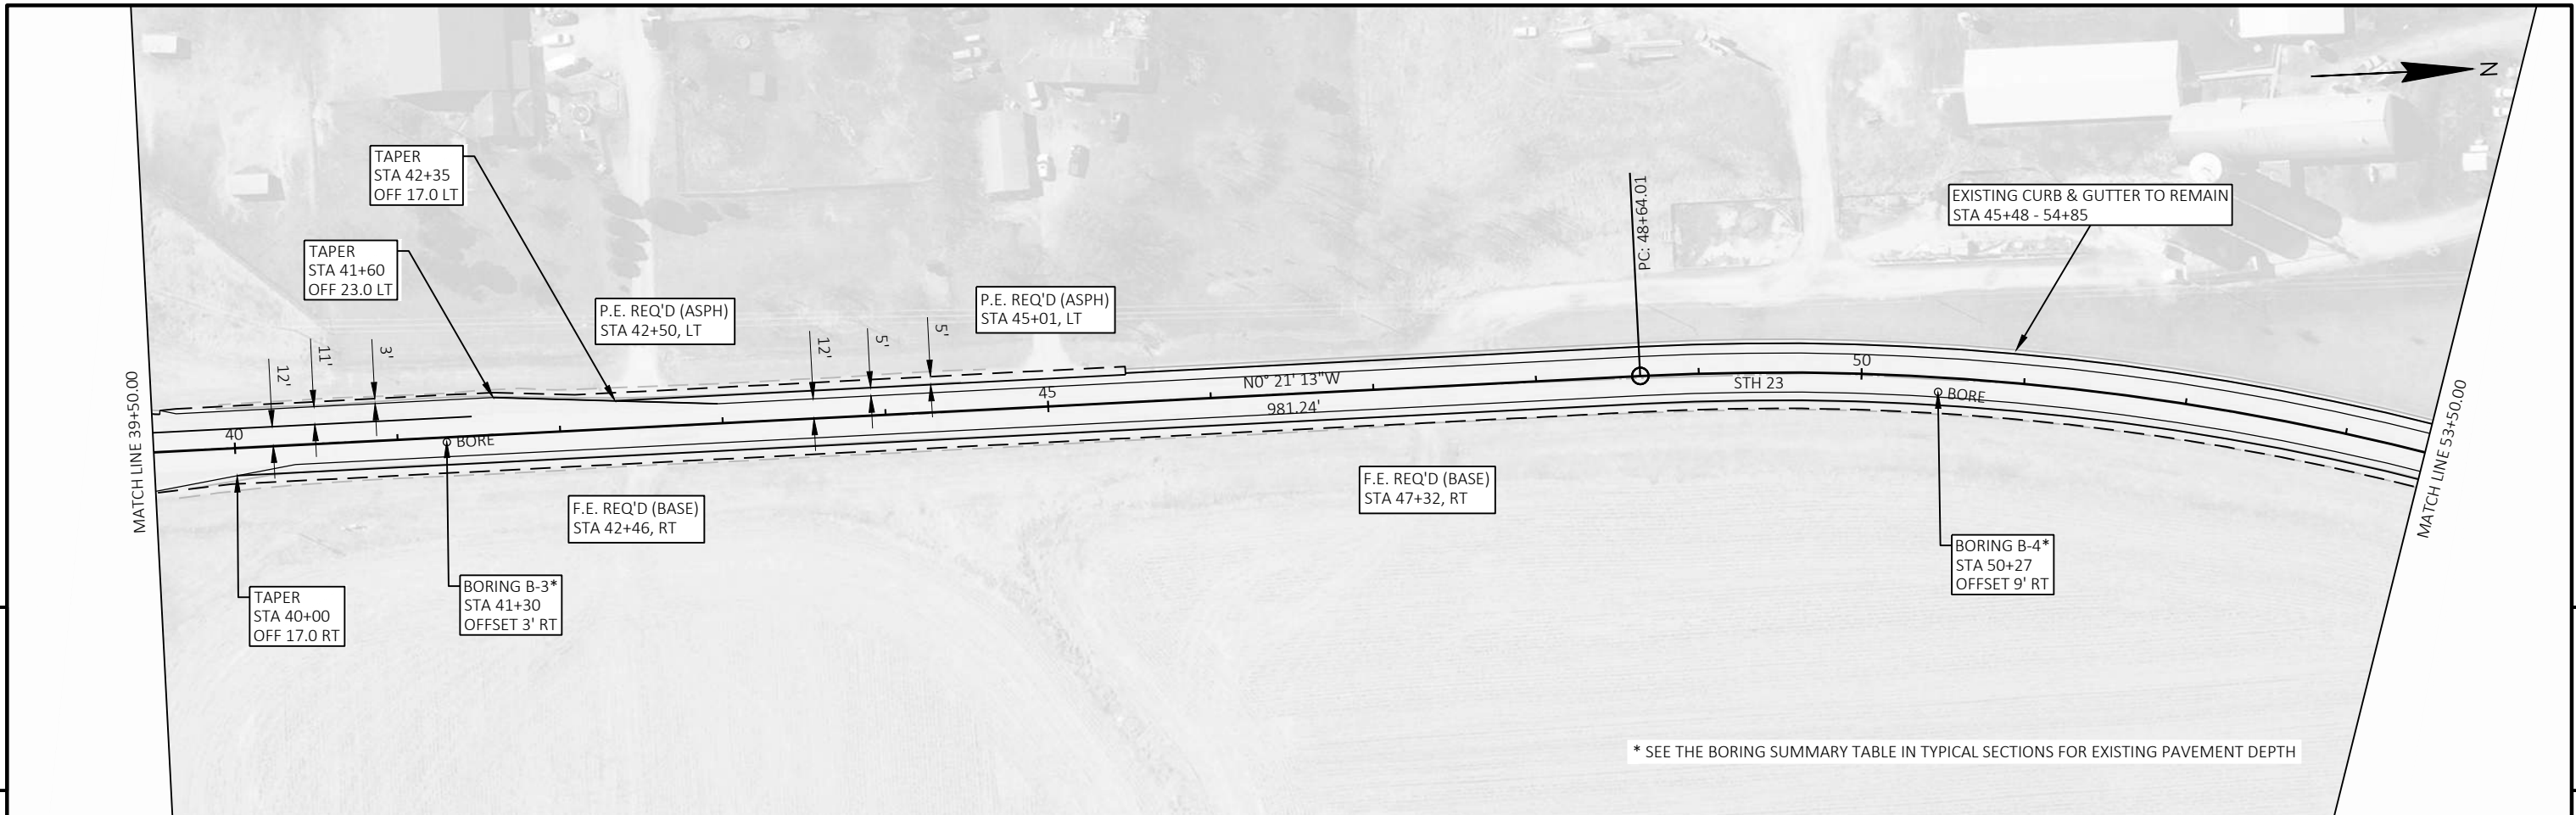 N
TAPER
STA 42+35
OFF 17.0 LT
TAPER
STA 41+60
OFF 23.0 LT
P.E. REQ'D (ASPH)
STA 42+50, LT
P.E. REQ'D (ASPH)
STA 45+01, LT
PC: 48+64.01
EXISTING CURB & GUTTER TO REMAIN
STA 45+48 - 54+85
12'
11'
3'
12'
5'
5'
MATCH LINE 39+50.00
40
BORE
45
N0° 21' 13"W
981.24'
STH 23
50
BORE
MATCH LINE 53+50.00
F.E. REQ'D (BASE)
STA 42+46, RT
F.E. REQ'D (BASE)
STA 47+32, RT
TAPER
STA 40+00
OFF 17.0 RT
BORING B-3*
STA 41+30
OFFSET 3' RT
BORING B-4*
STA 50+27
OFFSET 9' RT
* SEE THE BORING SUMMARY TABLE IN TYPICAL SECTIONS FOR EXISTING PAVEMENT DEPTH